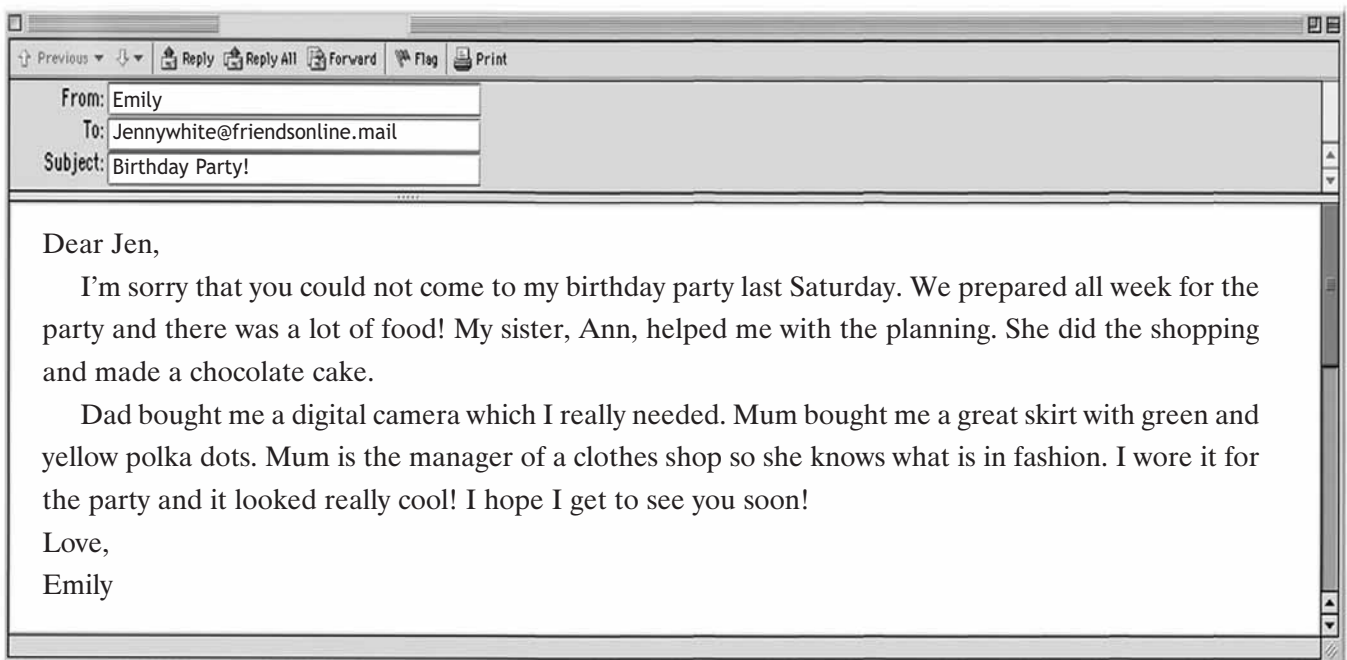 Previous Reply Reply All Forward Flag Print
From: Emily
To: Jennywhite@friendsonline.mail
Subject: Birthday Party!
Dear Jen,
I'm sorry that you could not come to my birthday party last Saturday. We prepared all week for the
party and there was a lot of food! My sister, Ann, helped me with the planning. She did the shopping
and made a chocolate cake.
Dad bought me a digital camera which I really needed. Mum bought me a great skirt with green and
yellow polka dots. Mum is the manager of a clothes shop so she knows what is in fashion. I wore it for
the party and it looked really cool! I hope I get to see you soon!
Love,
Emily